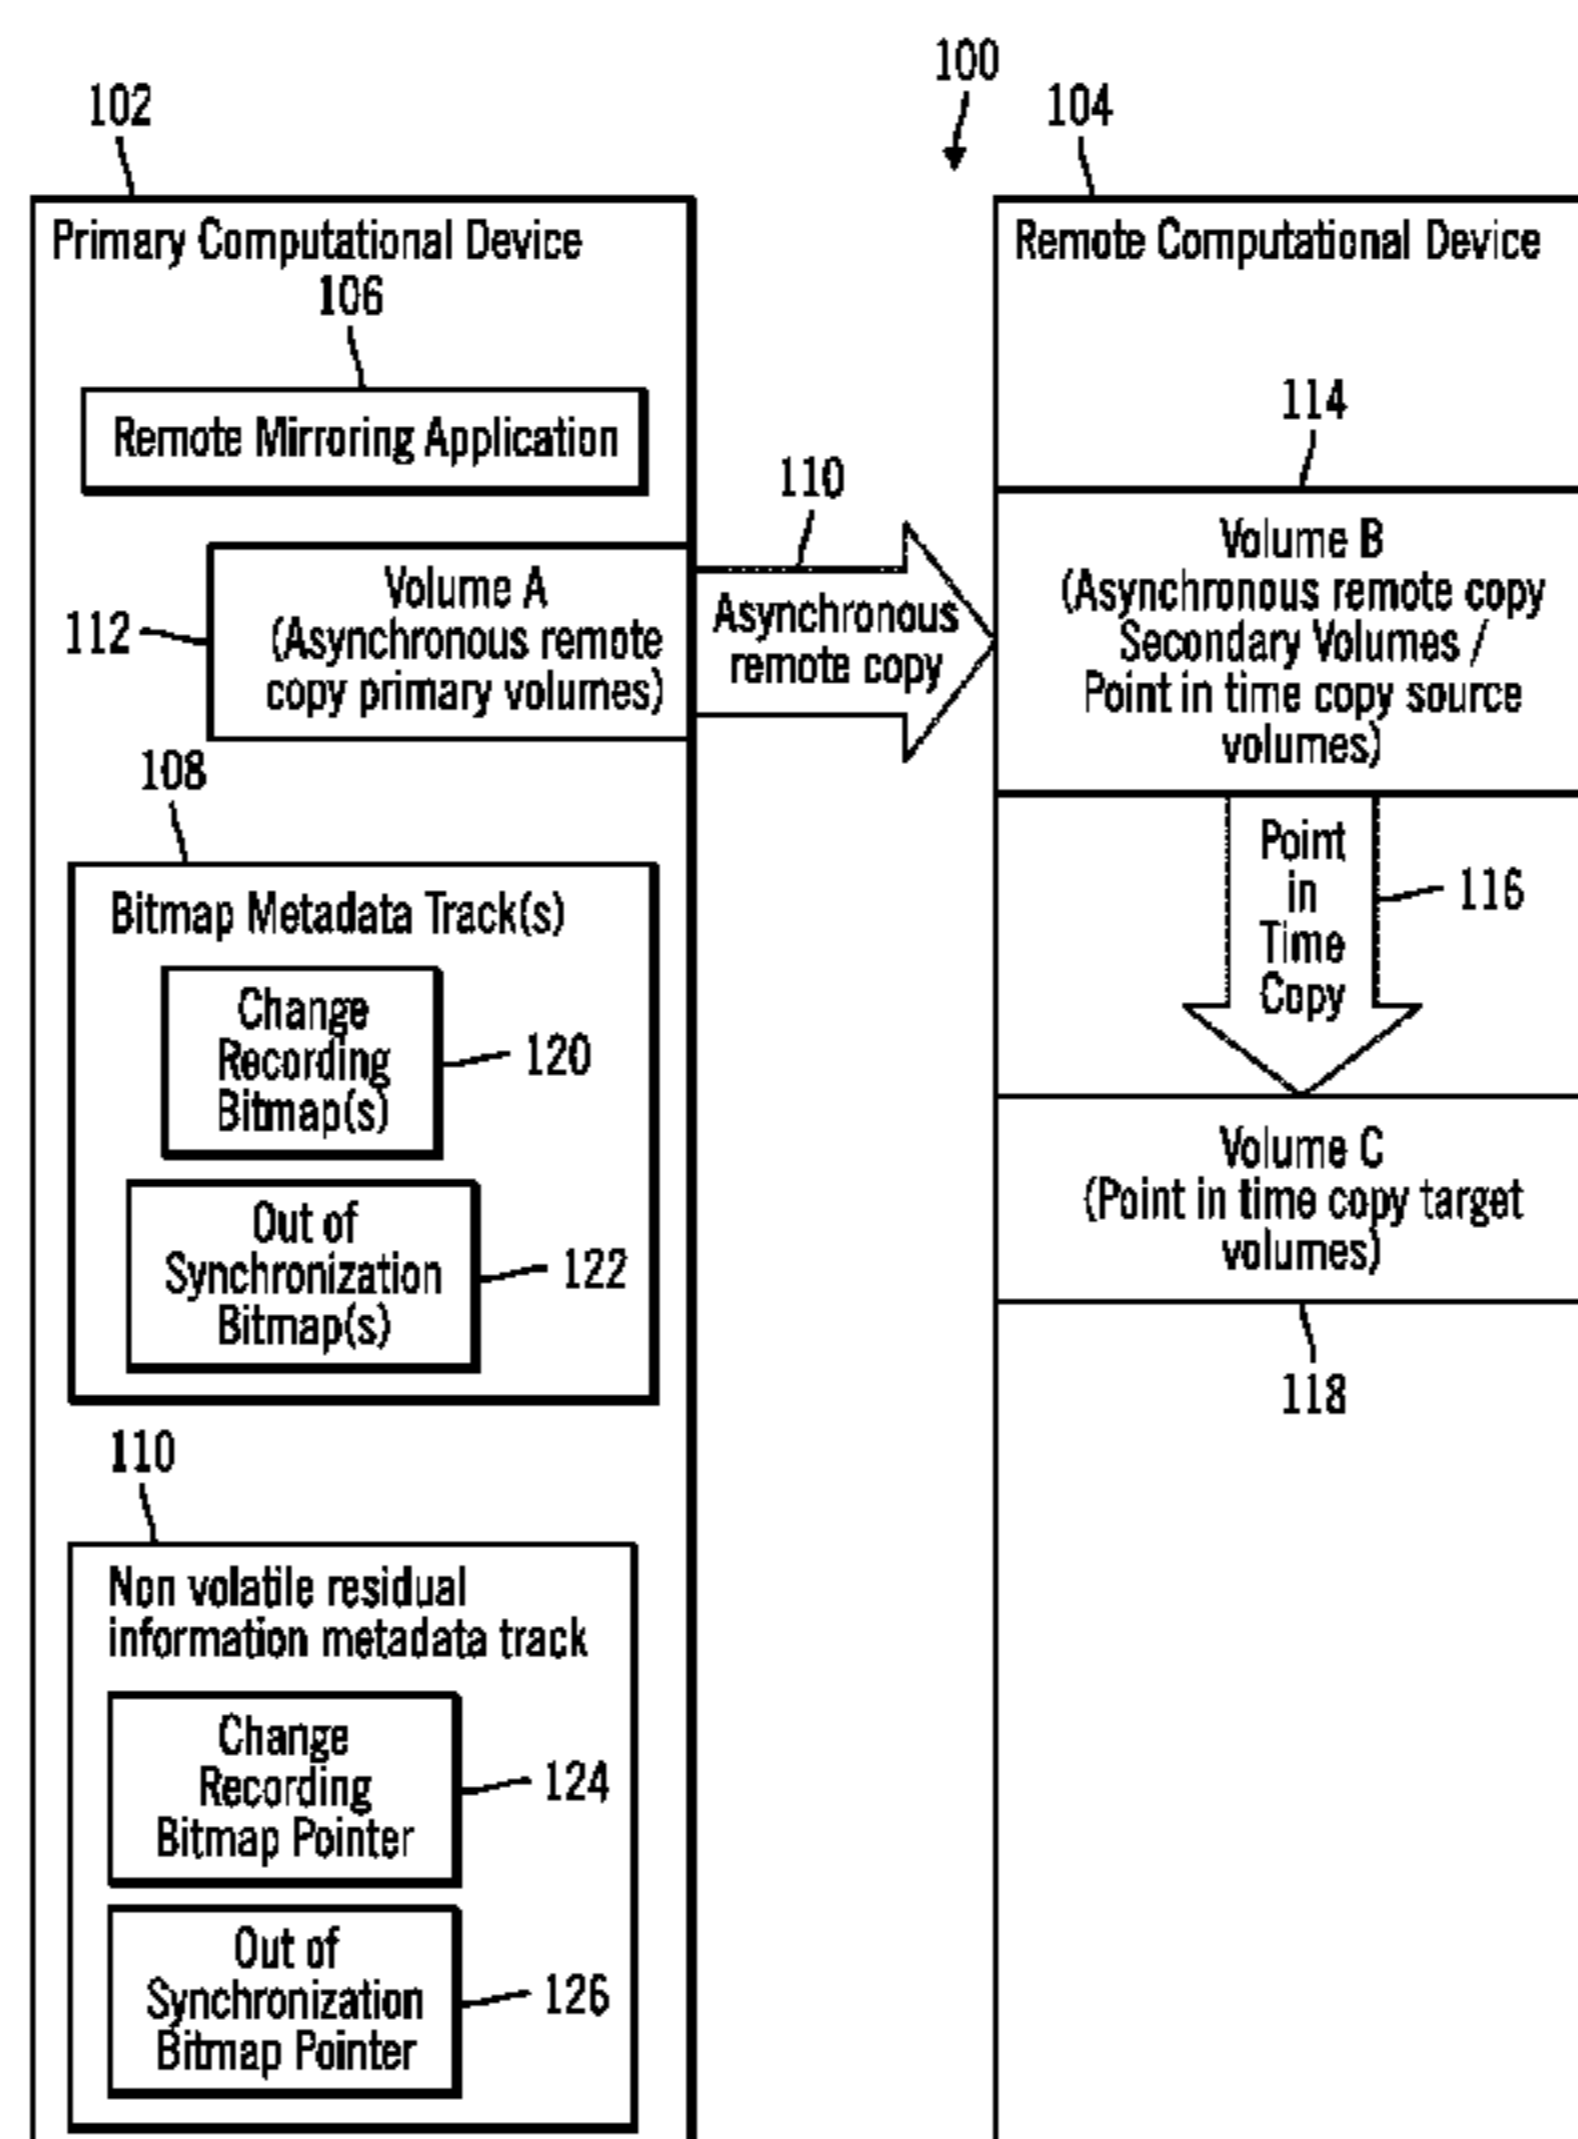 100
102
104
Primary Computational Device
106
Remote Mirroring Application
112
Volume A
(Asynchronous remote
copy primary volumes)
110
Asynchronous
remote copy
108
Bitmap Metadata Track(s)
Change
Recording
Bitmap(s)
120
Out of
Synchronization
Bitmap(s)
122
110
Non volatile residual
information metadata track
Change
Recording
Bitmap Pointer
124
Out of
Synchronization
Bitmap Pointer
126
Remote Computational Device
114
Volume B
(Asynchronous remote copy
Secondary Volumes /
Point in time copy source
volumes)
Point
in
Time
Copy
116
Volume C
(Point in time copy target
volumes)
118